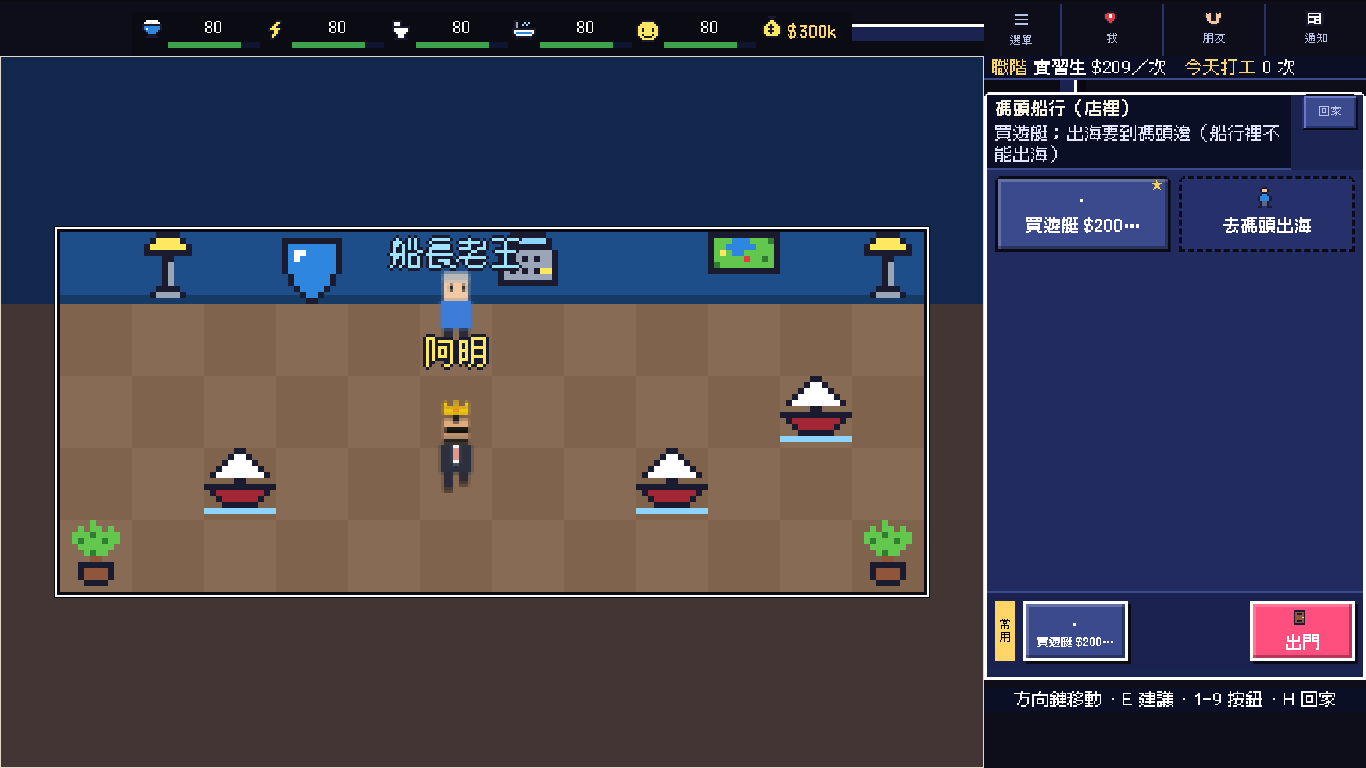 80
80
80
80
80
$300k
選單
我
朋友
通知
職階 實習生 $209／次 今天打工 0 次
碼頭船行（店裡）
買遊艇；出海要到碼頭邊（船行裡不能出海）
回家
買遊艇 $200…
去碼頭出海
船長老王
阿明
常用
買遊艇 $200…
出門
方向鍵移動 · E 建議 · 1-9 按鈕 · H 回家